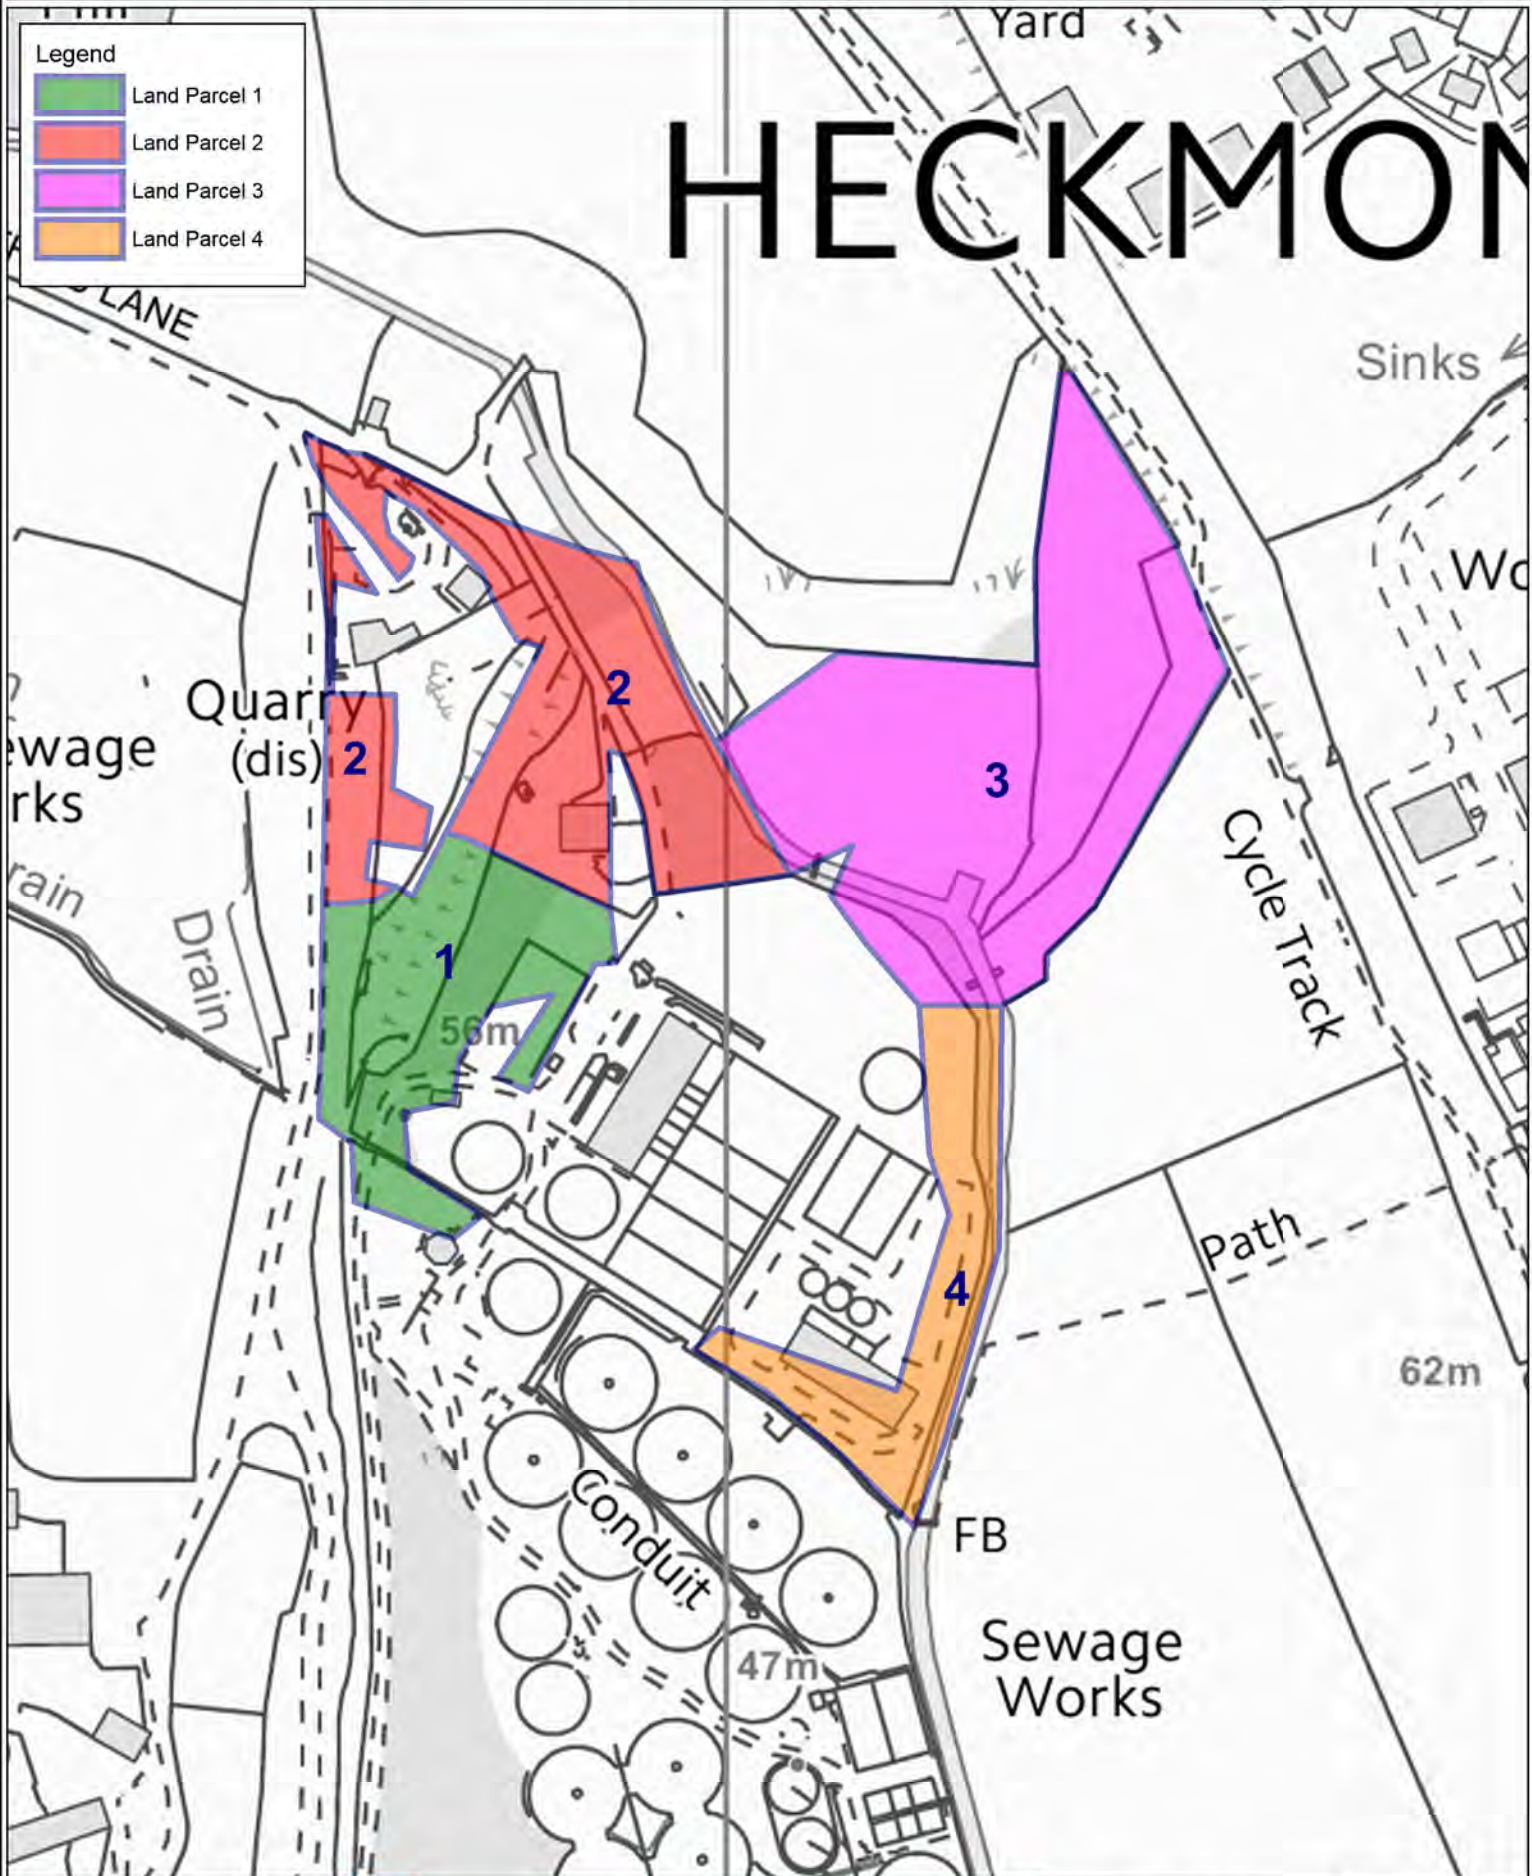 Legend
Land Parcel 1
Land Parcel 2
Land Parcel 3
Land Parcel 4
Yard
HECKMON
LANE
Sinks
Wo
2
Quarry
(dis)
2
ewage
rks
3
rain
Drain
Cycle Track
1
56m
Path
4
62m
Conduit
FB
Sewage
Works
47m